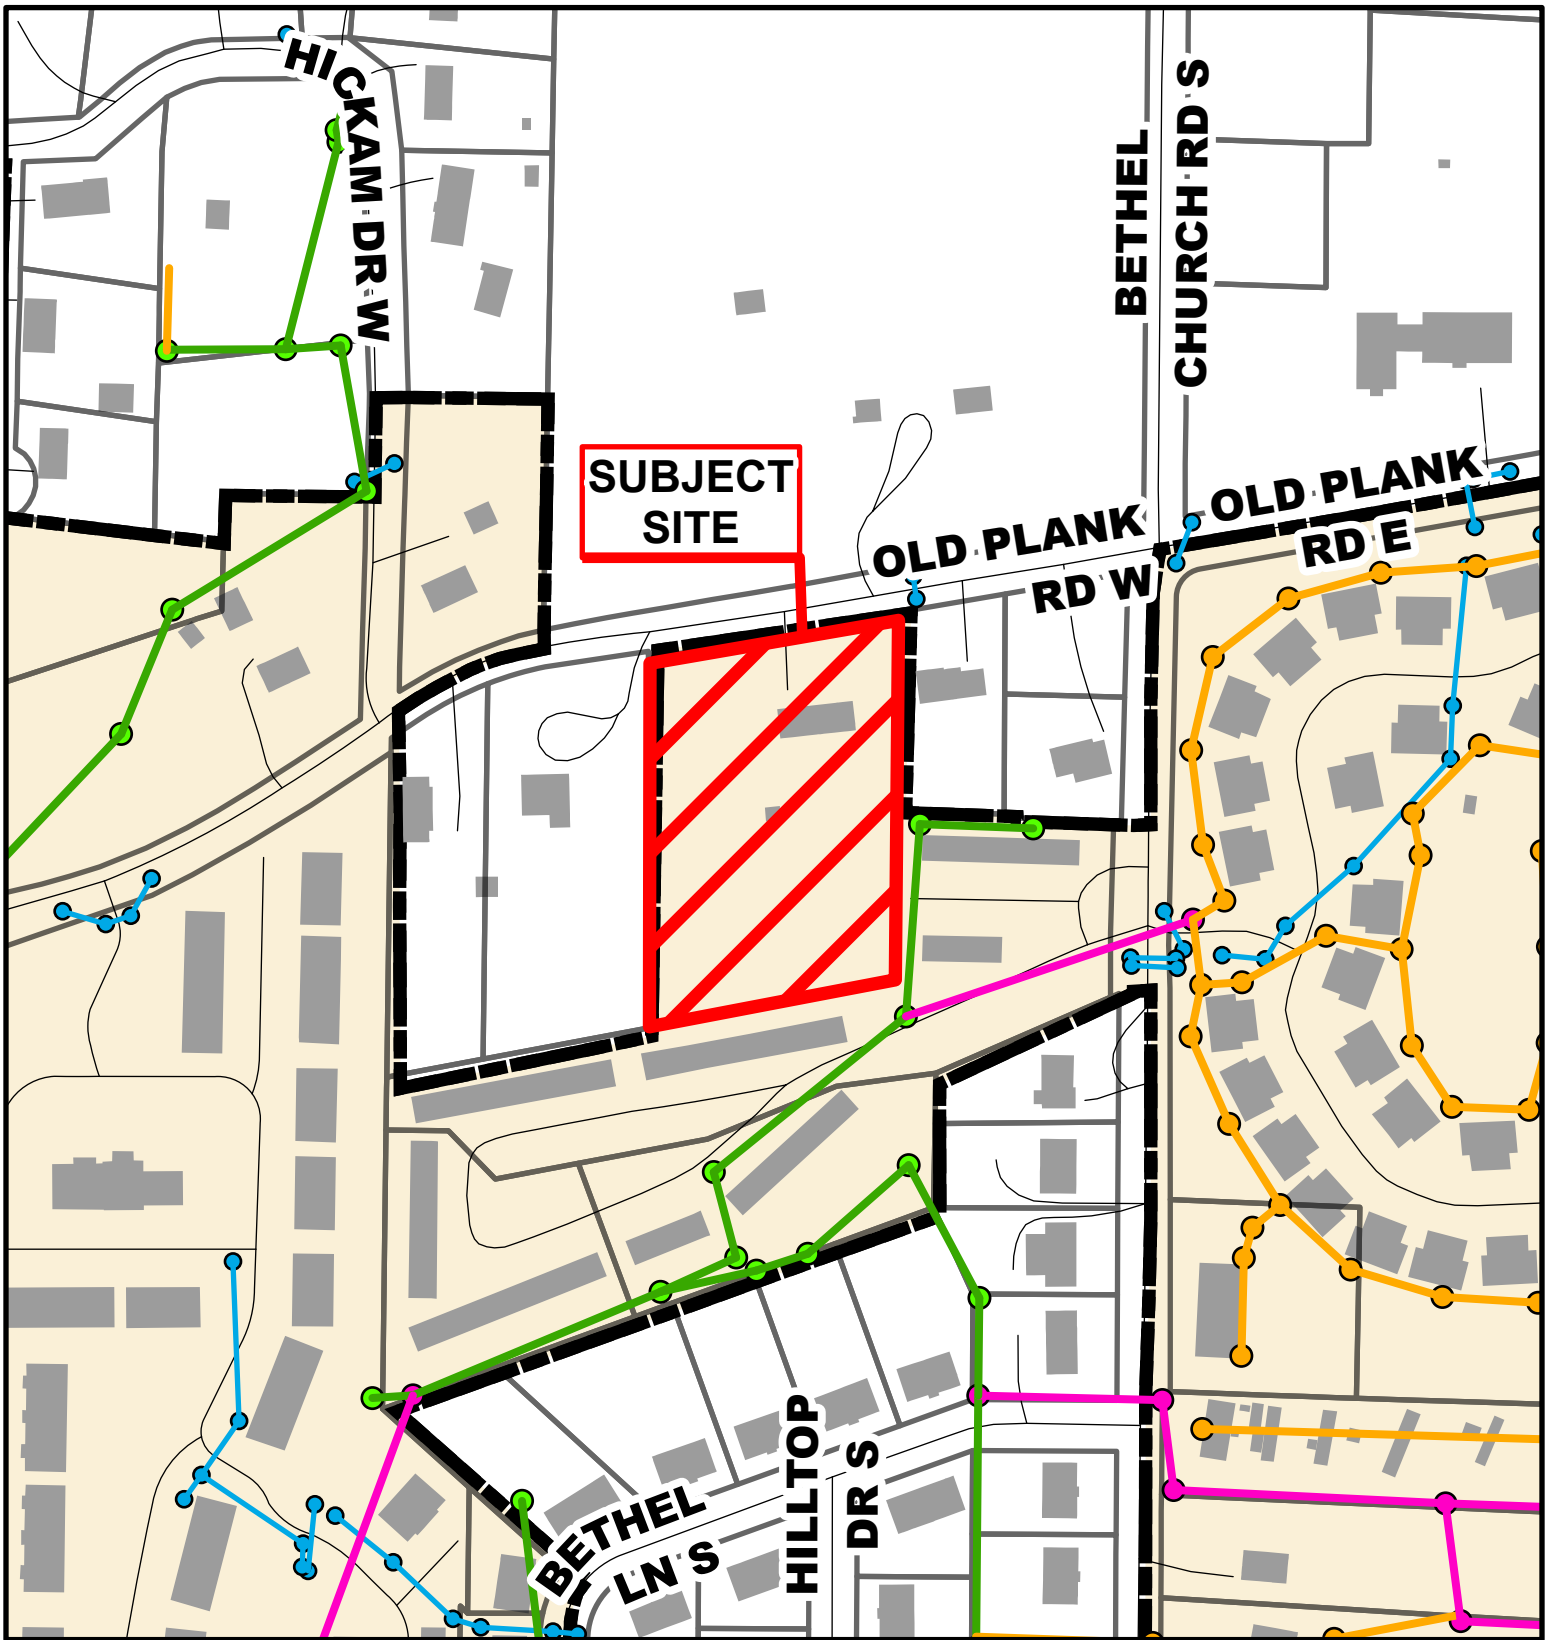 HICKAM DR W
BETHEL
CHURCH RD S
SUBJECT
SITE
OLD PLANK
RD W
OLD PLANK
RD E
BETHEL
LN S
HILLTOP
DR S